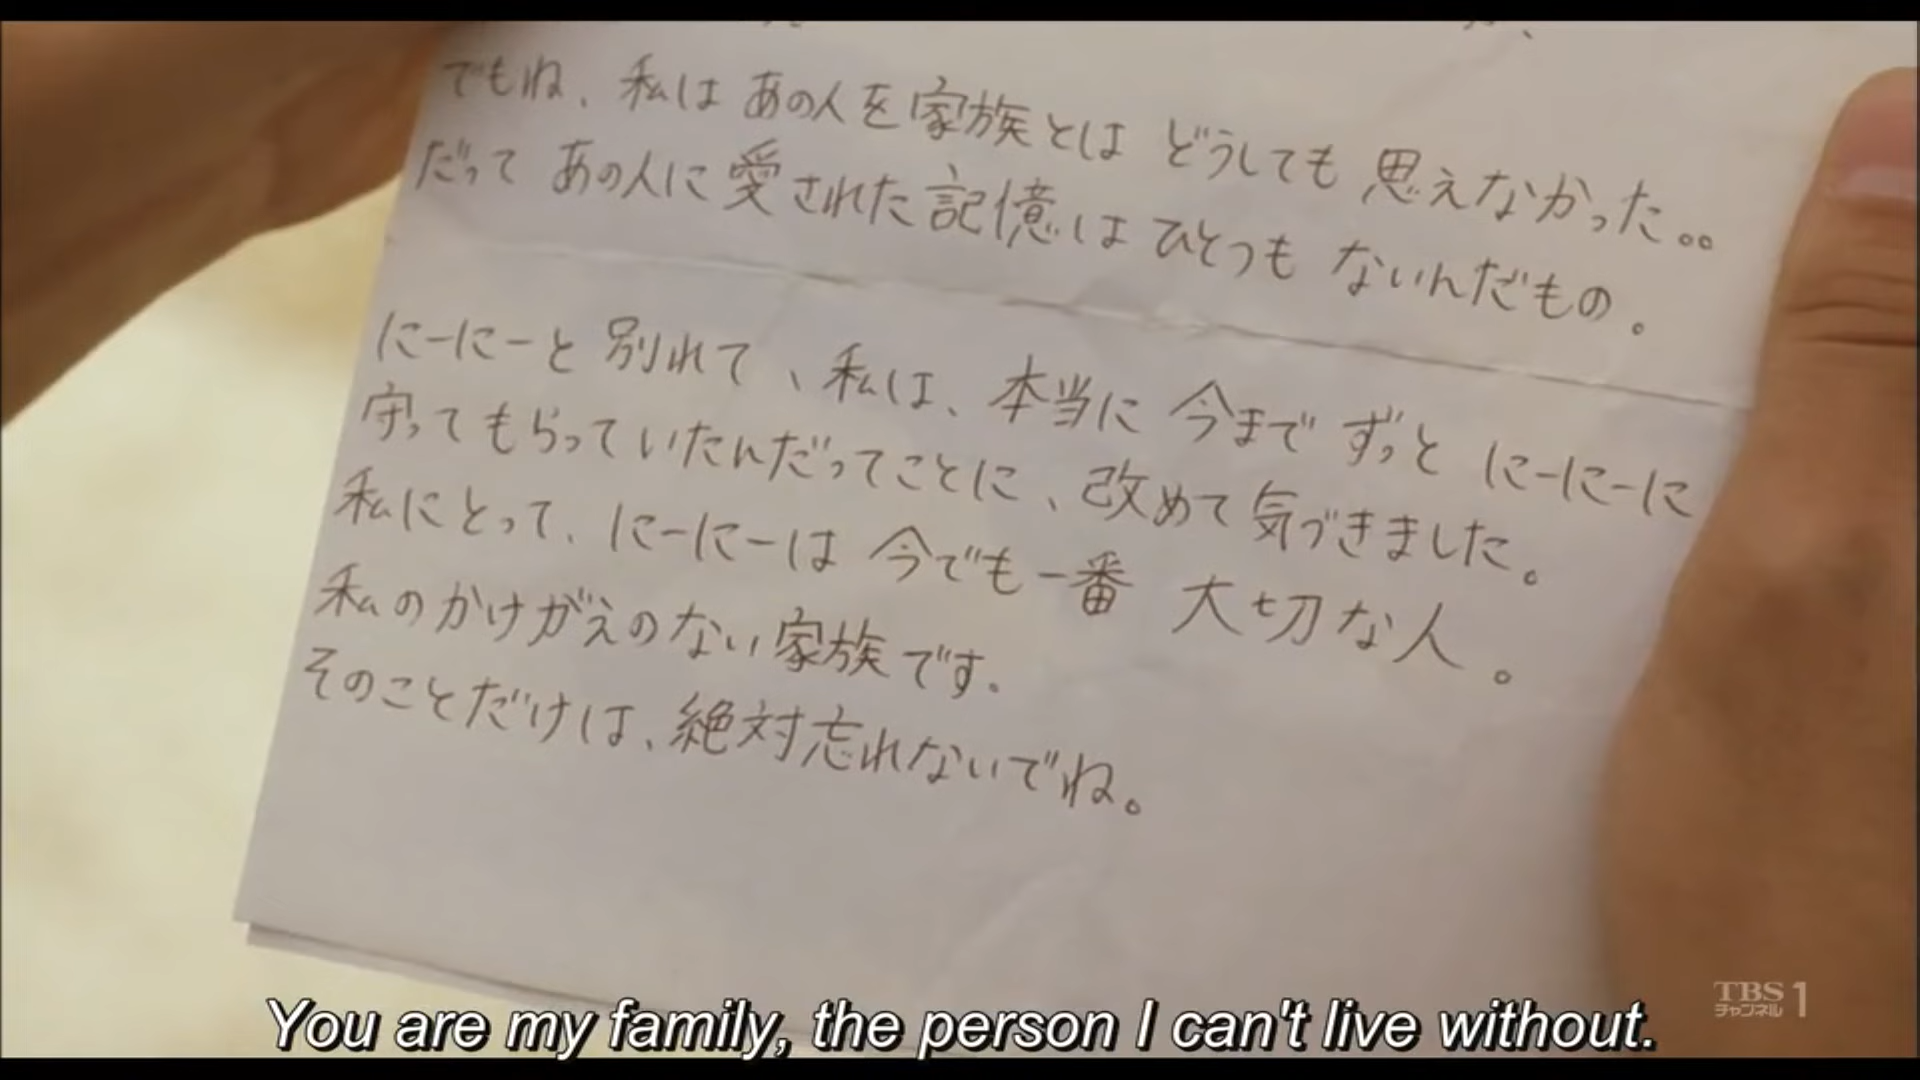 でもね、私はあの人を家族とは どうしても 思えなかった。。
だって あの人に愛された記憶は ひとつも ないんだもの。
にーにーと 別れて、私は、本当に 今まで ずっと にーにーに
守ってもらっていたんだってことに、改めて気づきました。
私にとって、にーにーは 今でも一番 大切な人。
私のかけがえのない家族です。
そのことだけは、絶対忘れないでね。
You are my family, the person I can't live without.
TBS1
チャンネル